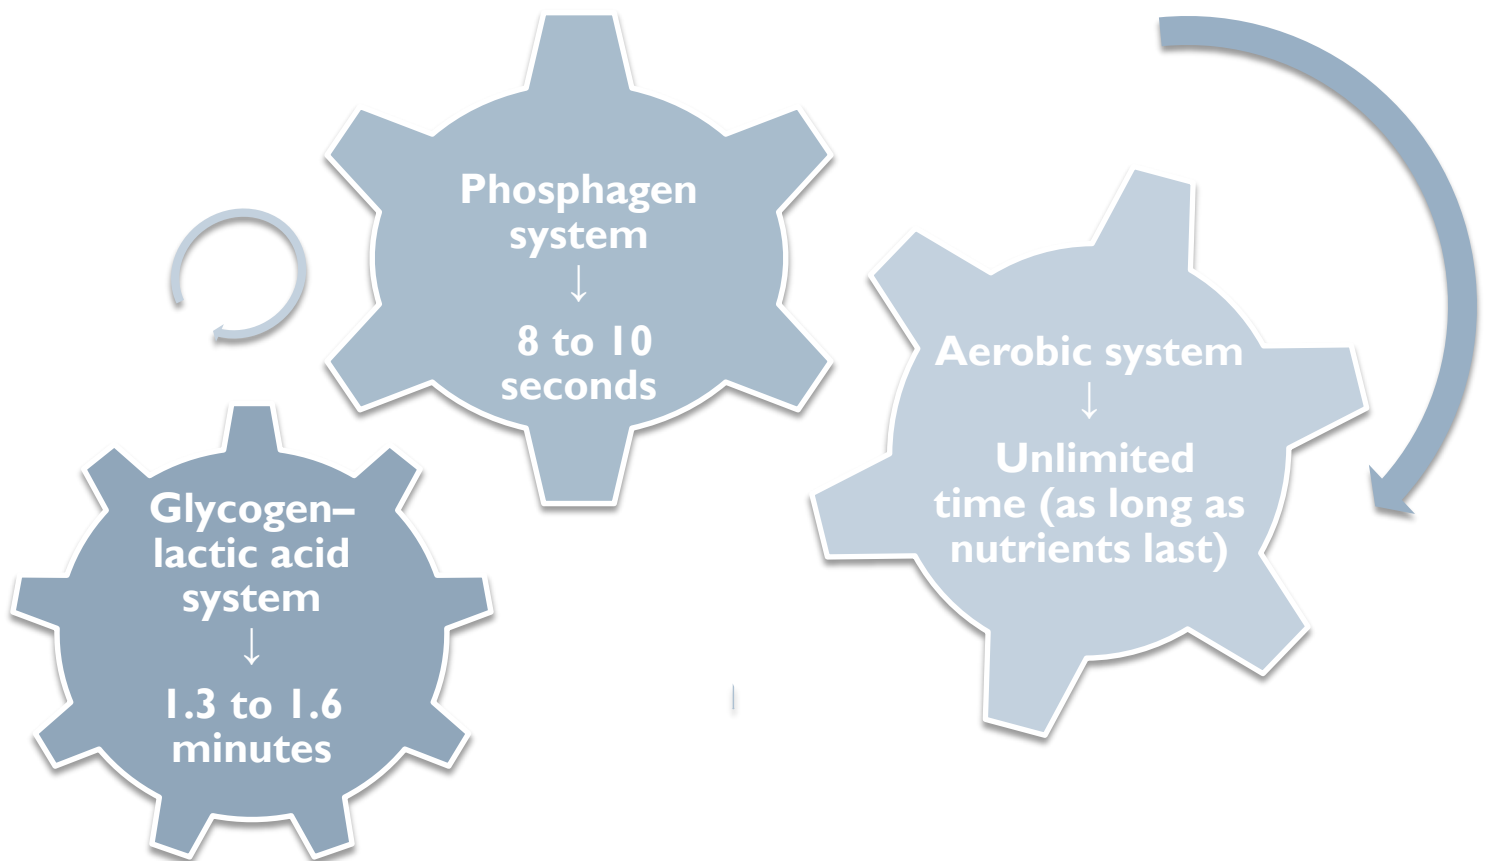 Phosphagen
system
↓
8 to 10
seconds
Aerobic system
↓
Unlimited
time (as long as
nutrients last)
Glycogen–
lactic acid
system
↓
1.3 to 1.6
minutes